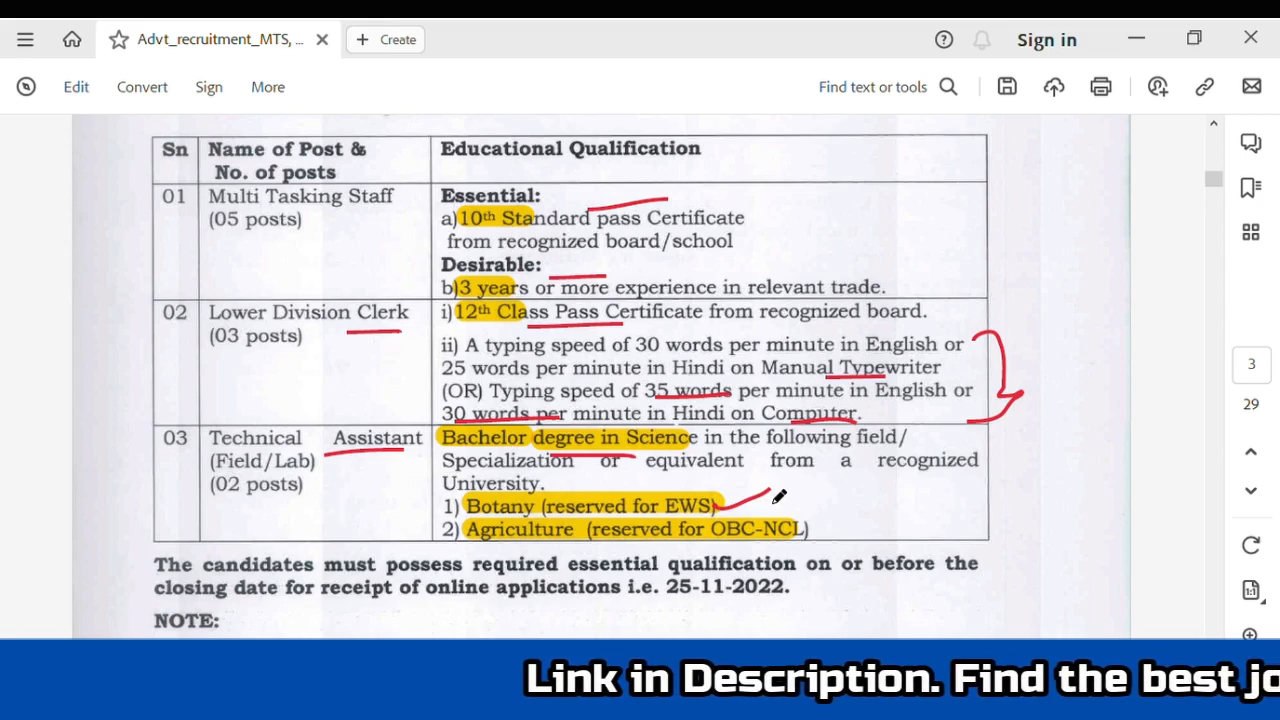 Advt_recruitment_MTS, ...
Create
Sign in
Edit
Convert
Sign
More
Find text or tools
Sn
Name of Post &
No. of posts
Educational Qualification
01
Multi Tasking Staff
(05 posts)
Essential:
a)10th Standard pass Certificate
from recognized board/school
Desirable:
b)3 years or more experience in relevant trade.
02
Lower Division Clerk
(03 posts)
i)12th Class Pass Certificate from recognized board.
ii) A typing speed of 30 words per minute in English or
25 words per minute in Hindi on Manual Typewriter
(OR) Typing speed of 35 words per minute in English or
30 words per minute in Hindi on Computer.
03
Technical Assistant
(Field/Lab)
(02 posts)
Bachelor degree in Science in the following field/
Specialization or equivalent from a recognized
University.
1) Botany (reserved for EWS)
2) Agriculture (reserved for OBC-NCL)
The candidates must possess required essential qualification on or before the
closing date for receipt of online applications i.e. 25-11-2022.
NOTE:
3
29
1:1
Link in Description. Find the best jo